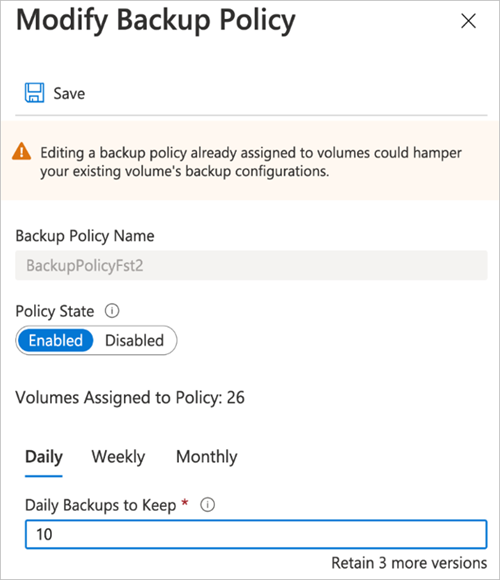 Modify Backup Policy
Save
Editing a backup policy already assigned to volumes could hamper
your existing volume's backup configurations.
Backup Policy Name
BackupPolicyFst2
Policy State
Enabled Disabled
Volumes Assigned to Policy: 26
Daily Weekly Monthly
Daily Backups to Keep *
10
Retain 3 more versions